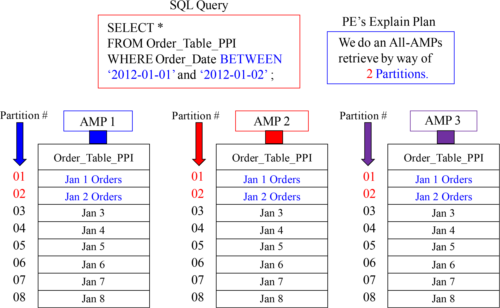 SQL Query
PE's Explain Plan
SELECT *
FROM Order_Table_PPI
WHERE Order_Date BETWEEN
‘2012-01-01’ and ‘2012-01-02’ ;
We do an All-AMPs
retrieve by way of
2 Partitions.
Partition #
AMP 1
Partition #
AMP 2
Partition #
AMP 3
Order_Table_PPI
Order_Table_PPI
Order_Table_PPI
01 Jan 1 Orders
01 Jan 1 Orders
01 Jan 1 Orders
02 Jan 2 Orders
02 Jan 2 Orders
02 Jan 2 Orders
03 Jan 3
03 Jan 3
03 Jan 3
04 Jan 4
04 Jan 4
04 Jan 4
05 Jan 5
05 Jan 5
05 Jan 5
06 Jan 6
06 Jan 6
06 Jan 6
07 Jan 7
07 Jan 7
07 Jan 7
08 Jan 8
08 Jan 8
08 Jan 8